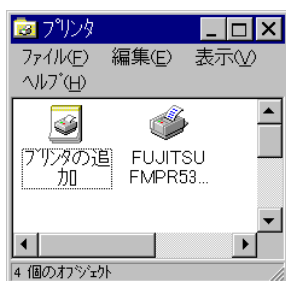 プリンタ
ファイル(F) 編集(E) 表示(V)
ヘルプ(H)
プリンタの追
加
FUJITSU
FMPR53...
4 個のオブジェクト